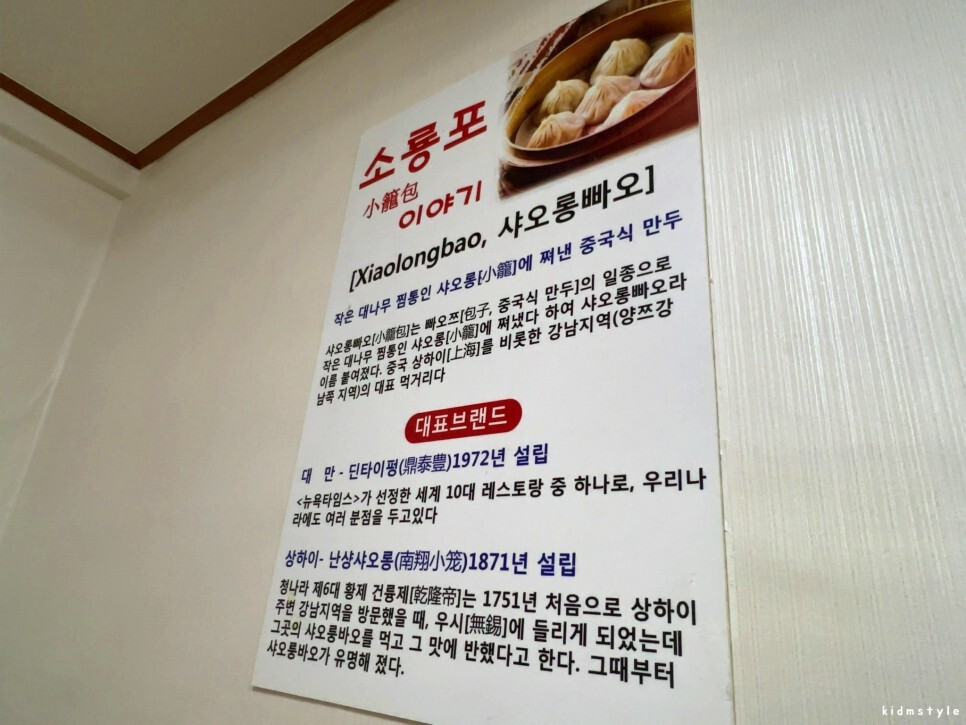 소룡포
小籠包
이야기
[Xiaolongbao, 샤오롱빠오]
작은 대나무 찜통인 샤오롱[小籠]에 쪄낸 중국식 만두
샤오롱빠오[小籠包]는 빠오쯔[包子, 중국식 만두]의 일종으로
작은 대나무 찜통인 샤오롱[小籠]에 쪄냈다 하여 샤오롱빠오라
이름 붙여졌다. 중국 상하이[上海]를 비롯한 강남지역(양쯔강
남쪽 지역)의 대표 먹거리다
대표브랜드
대 만 - 딘타이펑(鼎泰豊)1972년 설립
<뉴욕타임스>가 선정한 세계 10대 레스토랑 중 하나로, 우리나
라에도 여러 분점을 두고있다
상하이- 난샹샤오롱(南翔小笼)1871년 설립
청나라 제6대 황제 건륭제[乾隆帝]는 1751년 처음으로 상하이
주변 강남지역을 방문했을 때, 우시[無錫]에 들리게 되었는데
그곳의 샤오룽바오를 먹고 그 맛에 반했다고 한다. 그때부터
샤오룽바오가 유명해 졌다.
kidmstyle